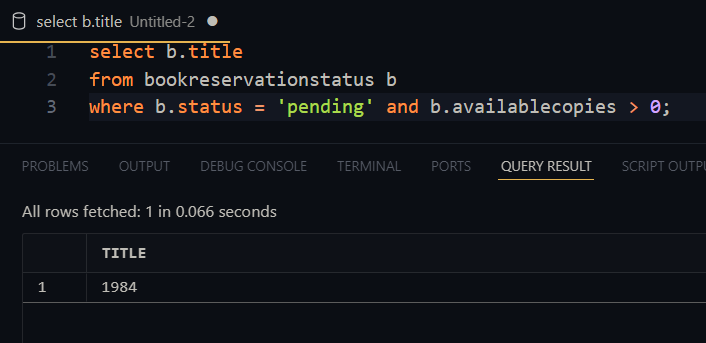 select b.title Untitled-2
1 select b.title
2 from bookreservationstatus b
3 where b.status = 'pending' and b.availablecopies > 0;
PROBLEMS OUTPUT DEBUG CONSOLE TERMINAL PORTS QUERY RESULT SCRIPT OUTPU
All rows fetched: 1 in 0.066 seconds
TITLE
1 1984